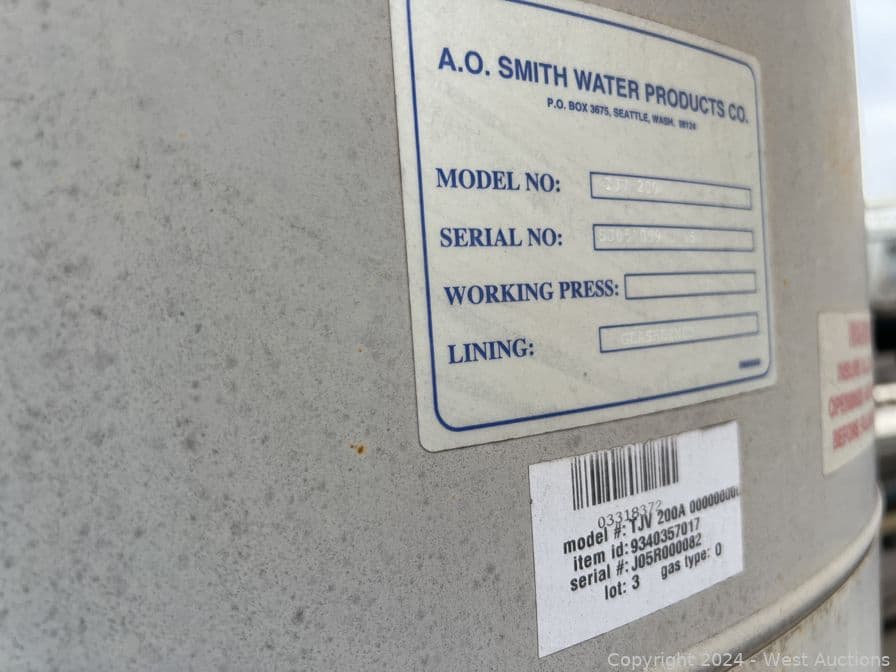 A.O. SMITH WATER PRODUCTS CO.
P.O. BOX 3675, SEATTLE, WASH. 98124
MODEL NO:
SERIAL NO:
WORKING PRESS:
LINING:
03318372
model #: TJV 200A
item id: 9340357017
serial #: J05R000082
lot: 3 gas type: 0
Copyright 2024 - West Auctions